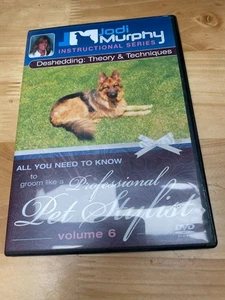 Jodi
Murphy
INSTRUCTIONAL SERIES
Deshedding: Theory & Techniques
ALL YOU NEED TO KNOW
to
groom like a Professional
Pet Stylist
volume 6
DVD